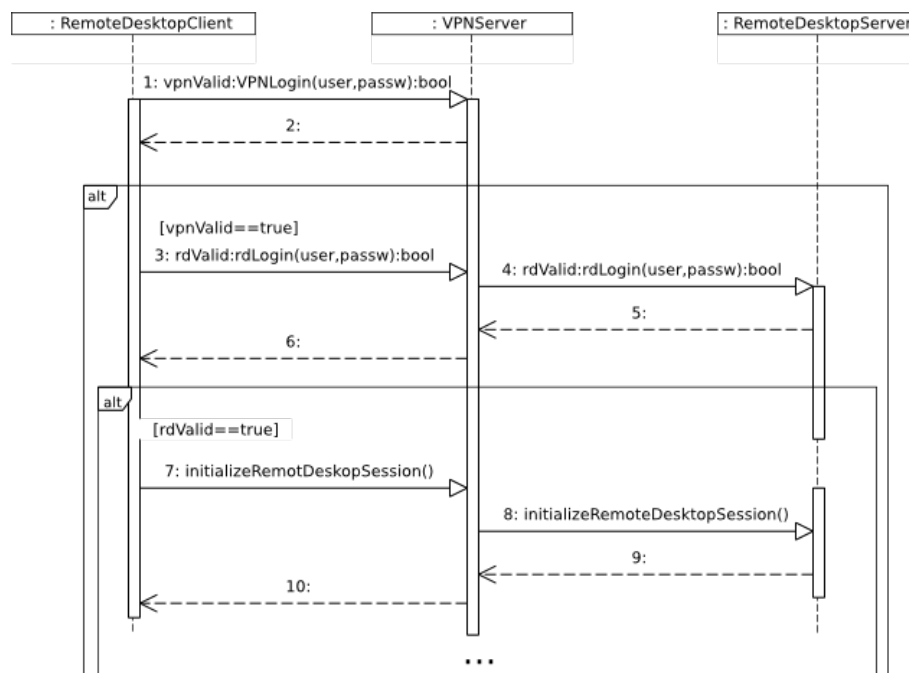 : RemoteDesktopClient
: VPNServer
: RemoteDesktopServer
1: vpnValid:VPNLogin(user,passw):bool
2:
alt
[vpnValid==true]
3: rdValid:rdLogin(user,passw):bool
4: rdValid:rdLogin(user,passw):bool
5:
6:
alt
[rdValid==true]
7: initializeRemotDeskopSession()
8: initializeRemoteDesktopSession()
9:
10:
...